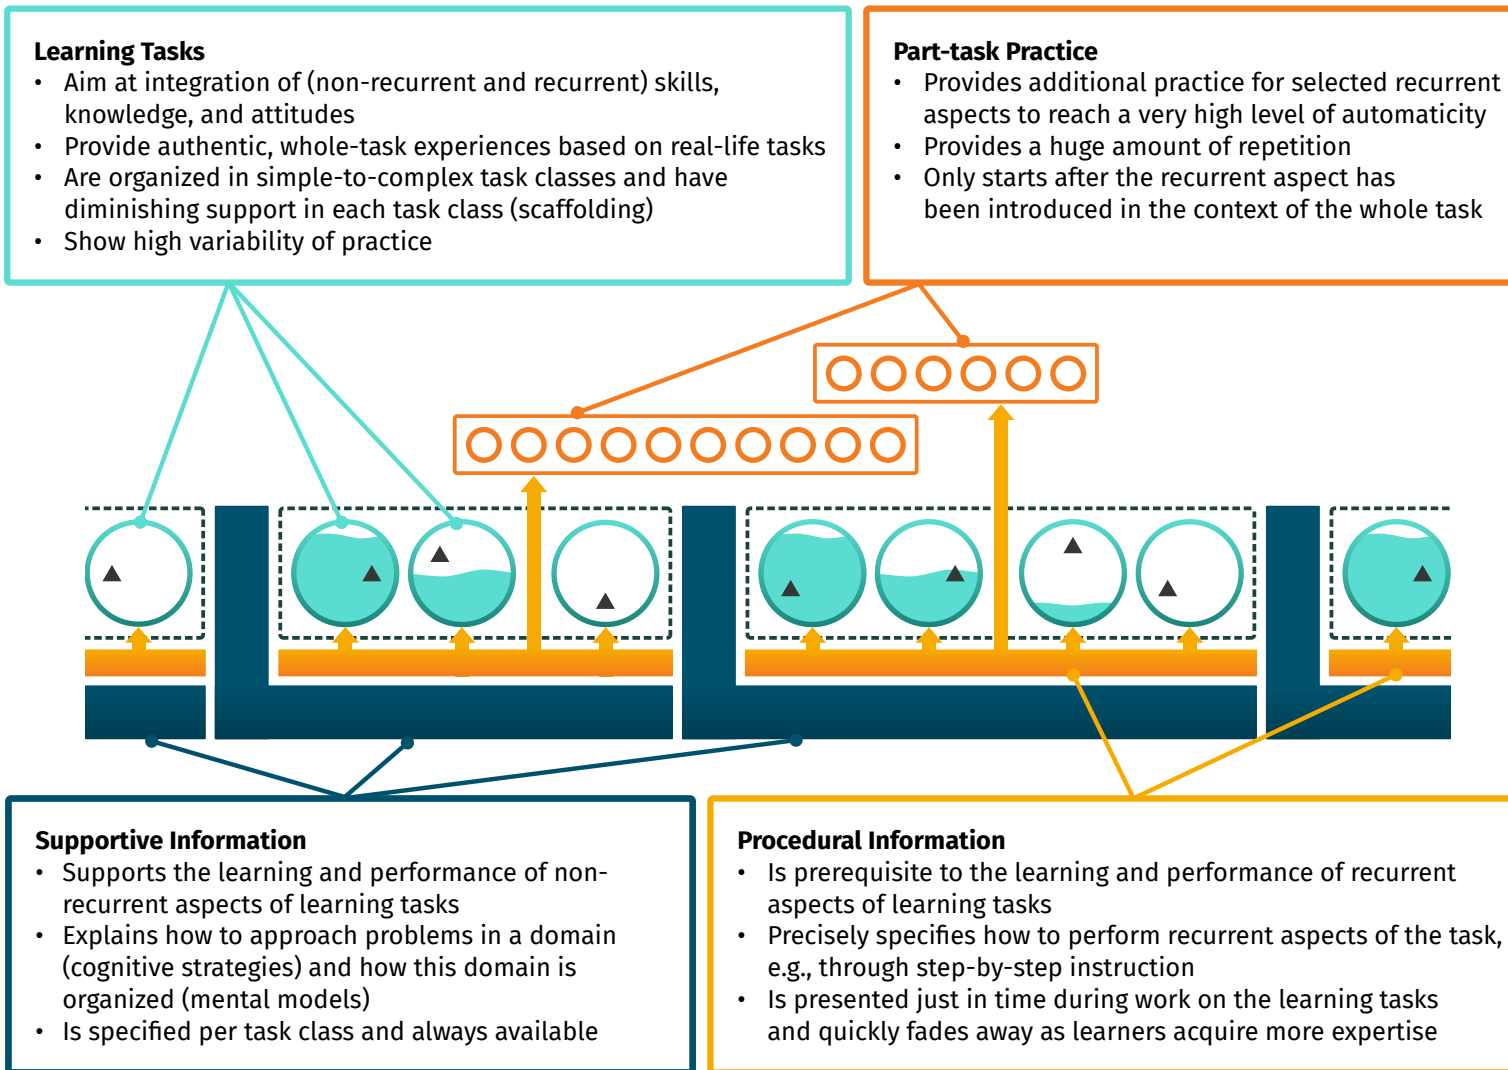 Learning Tasks
• Aim at integration of (non-recurrent and recurrent) skills,
knowledge, and attitudes
• Provide authentic, whole-task experiences based on real-life tasks
• Are organized in simple-to-complex task classes and have
diminishing support in each task class (scaffolding)
• Show high variability of practice
Part-task Practice
• Provides additional practice for selected recurrent
aspects to reach a very high level of automaticity
• Provides a huge amount of repetition
• Only starts after the recurrent aspect has
been introduced in the context of the whole task
Supportive Information
• Supports the learning and performance of non-
recurrent aspects of learning tasks
• Explains how to approach problems in a domain
(cognitive strategies) and how this domain is
organized (mental models)
• Is specified per task class and always available
Procedural Information
• Is prerequisite to the learning and performance of recurrent
aspects of learning tasks
• Precisely specifies how to perform recurrent aspects of the task,
e.g., through step-by-step instruction
• Is presented just in time during work on the learning tasks
and quickly fades away as learners acquire more expertise